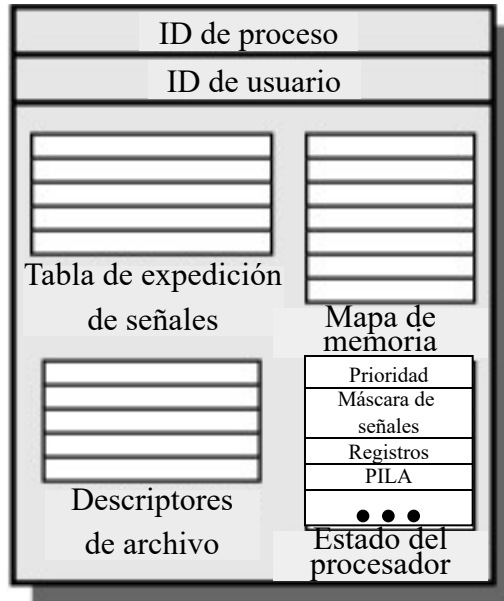 ID de proceso
ID de usuario
Tabla de expedición
de señales
Mapa de
memoria
Descriptores
de archivo
Prioridad
Máscara de
señales
Registros
PILA
● ● ●
Estado del
procesador